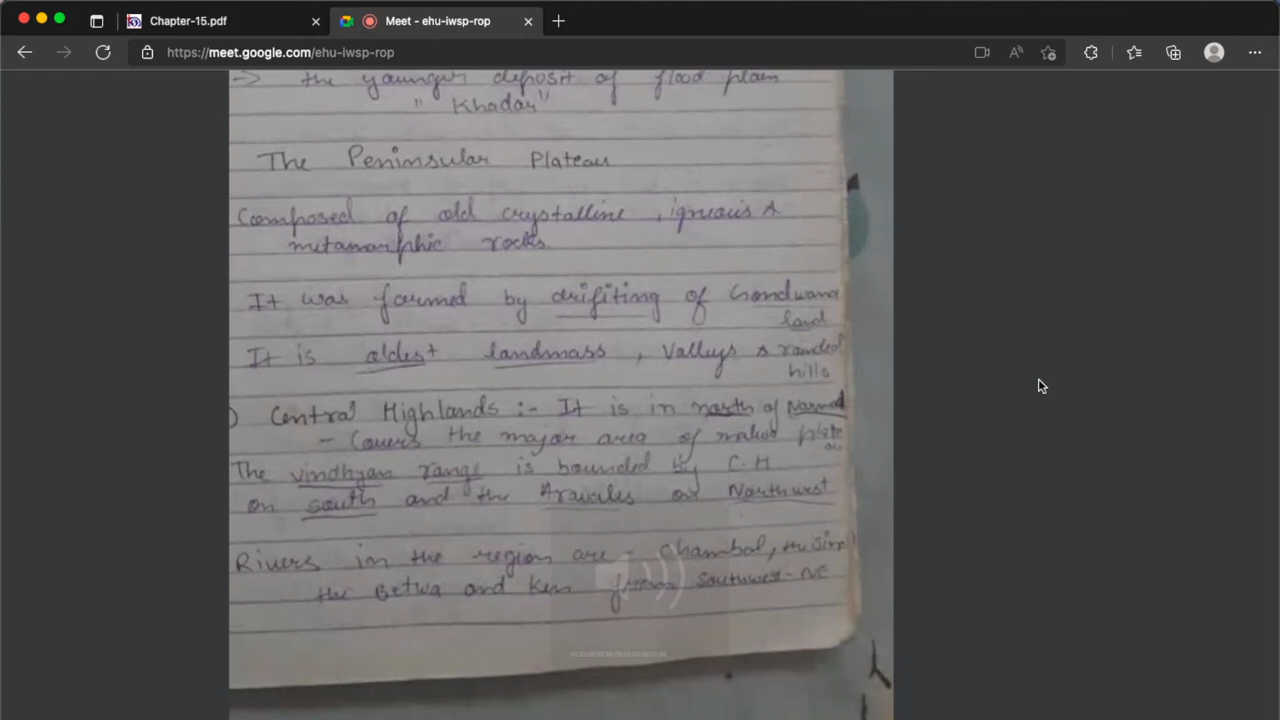 Chapter-15.pdf
Meet - ehu-iwsp-rop
https://meet.google.com/ehu-iwsp-rop
→ the younger deposit of flood plain
" Khadar"
The Peninsular Plateau
Composed of old crystalline , igneous &
metamorphic rocks
It was formed by drifiting of Gondwana
land
It is oldest landmass , Valleys & rounded
hills
) Central Highlands :- It is in north of
- Covers the major area of plate
au
The vindhyan range is bounded by C.H
on south and the Aravalis on Northwest
Rivers in the region are - Chambal, the
the Betwa and Ken from Southwest - NE